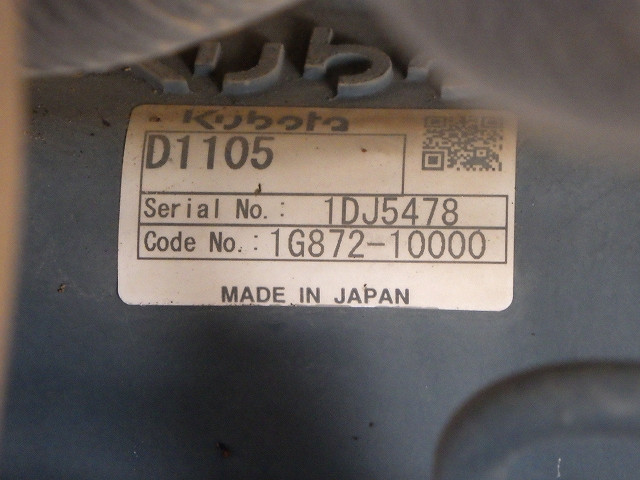 Kubota
Kubota
D1105
Serial No.: 1DJ5478
Code No.: 1G872-10000
MADE IN JAPAN